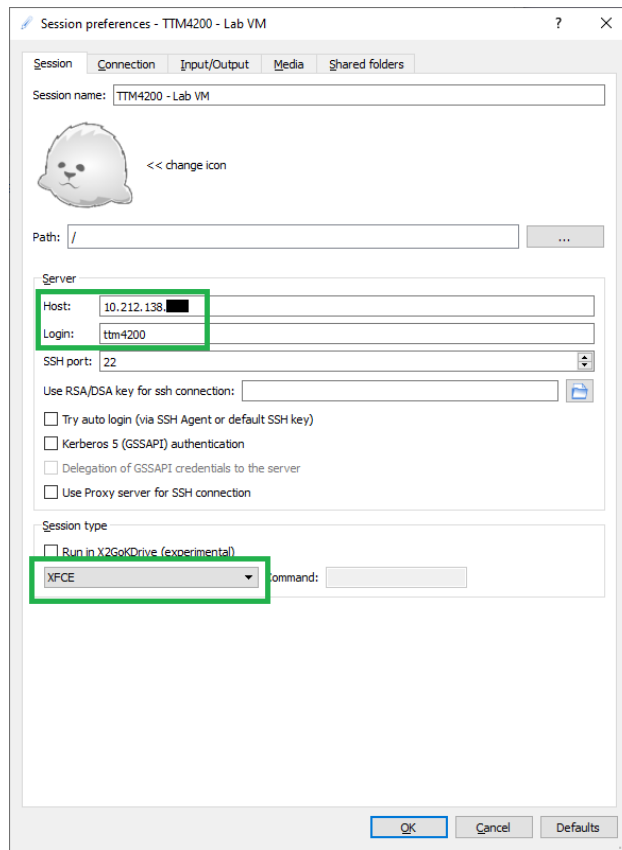 Session preferences - TTM4200 - Lab VM ? ✕
Session Connection Input/Output Media Shared folders
Session name: TTM4200 - Lab VM
<< change icon
Path: / ...
Server
Host: 10.212.138.
Login: ttm4200
SSH port: 22
Use RSA/DSA key for ssh connection:
Try auto login (via SSH Agent or default SSH key)
Kerberos 5 (GSSAPI) authentication
Delegation of GSSAPI credentials to the server
Use Proxy server for SSH connection
Session type
Run in X2GoKDrive (experimental)
XFCE Command:
OK Cancel Defaults